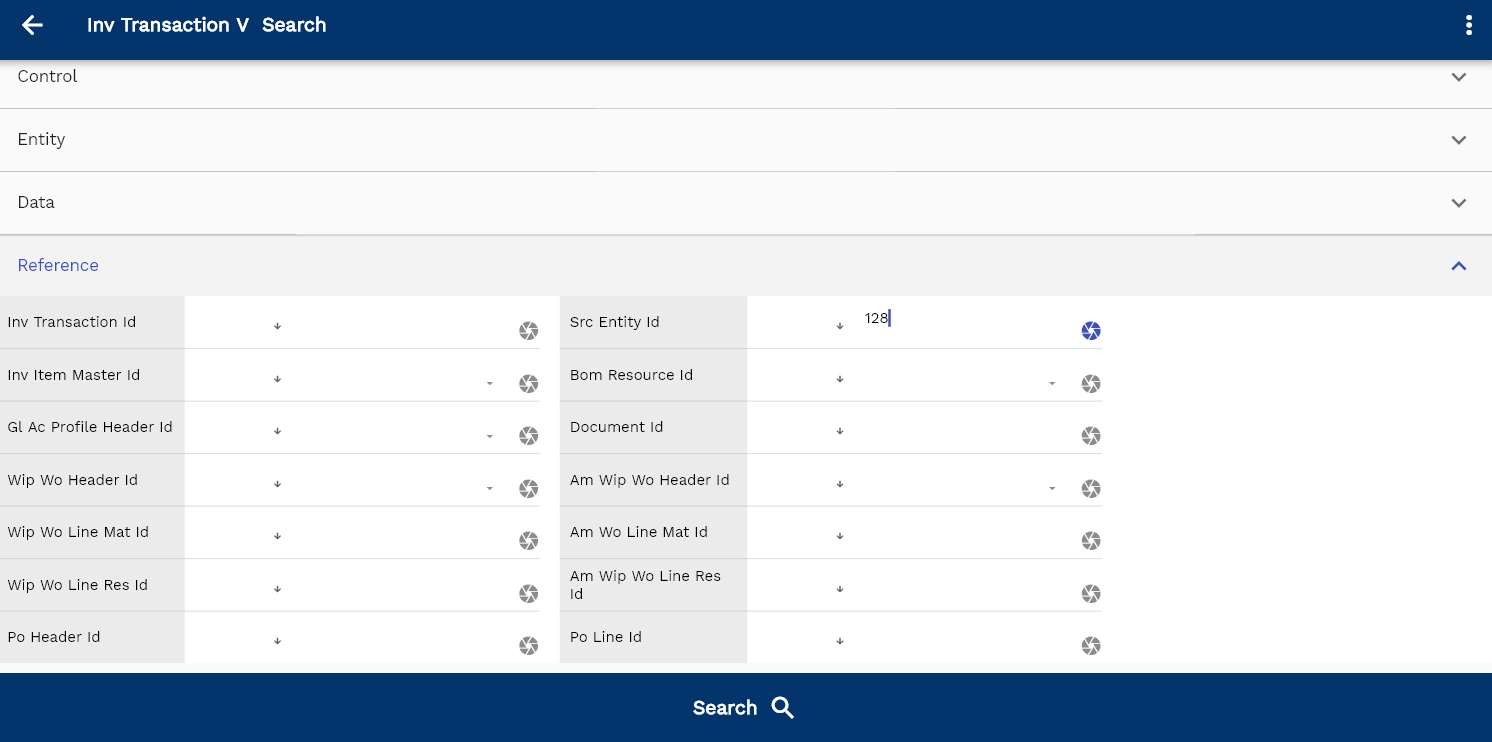 Inv Transaction V  Search
Control
Entity
Data
Reference
Inv Transaction Id
Src Entity Id 128
Inv Item Master Id
Bom Resource Id
Gl Ac Profile Header Id
Document Id
Wip Wo Header Id
Am Wip Wo Header Id
Wip Wo Line Mat Id
Am Wo Line Mat Id
Wip Wo Line Res Id
Am Wip Wo Line Res
Id
Po Header Id
Po Line Id
Search